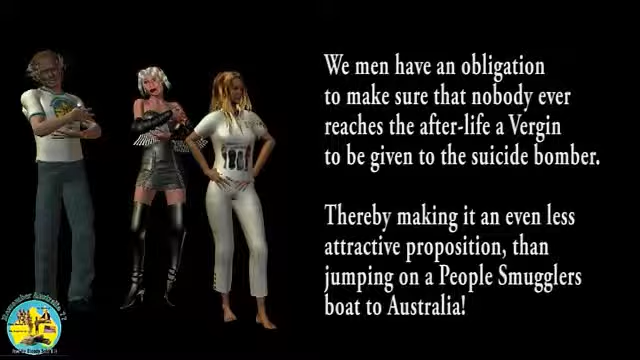 We men have an obligation
to make sure that nobody ever
reaches the after-life a Vergin
to be given to the suicide bomber.
Thereby making it an even less
attractive proposition, than
jumping on a People Smugglers
boat to Australia!
Remember Australia